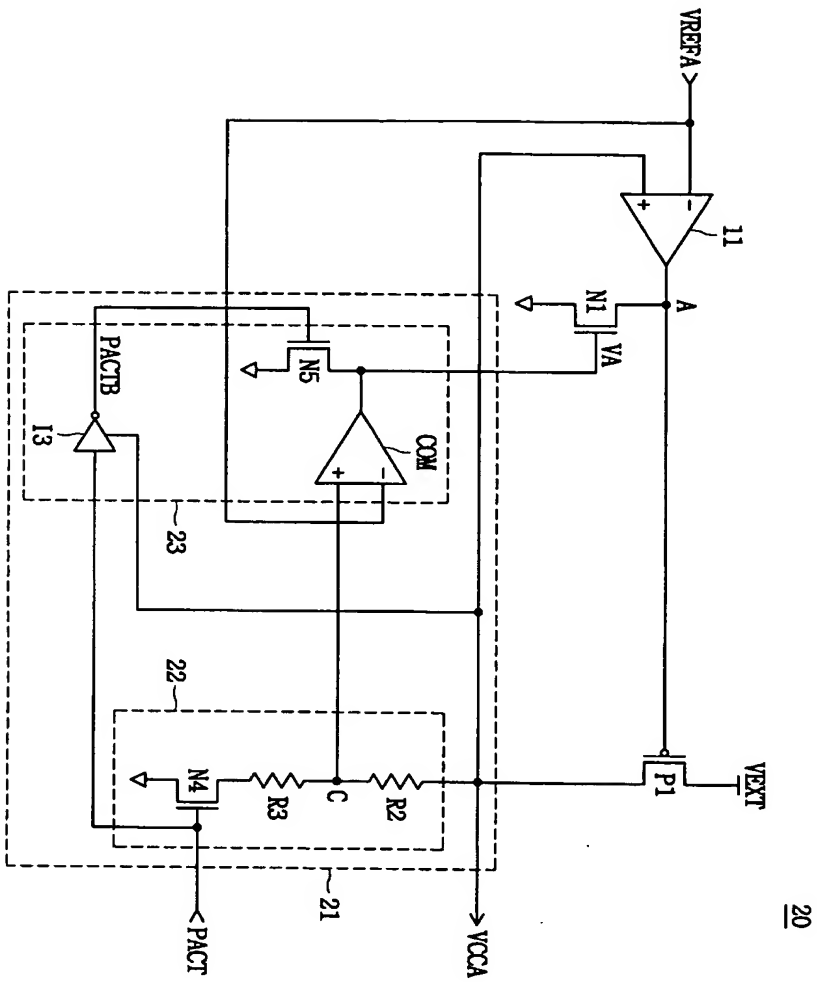 20
VREFA
11
A
N1
VA
VEXT
P1
VCCA
-
+
N5
COM
-
+
PACTB
I3
23
22
R2
C
R3
N4
21
PACT